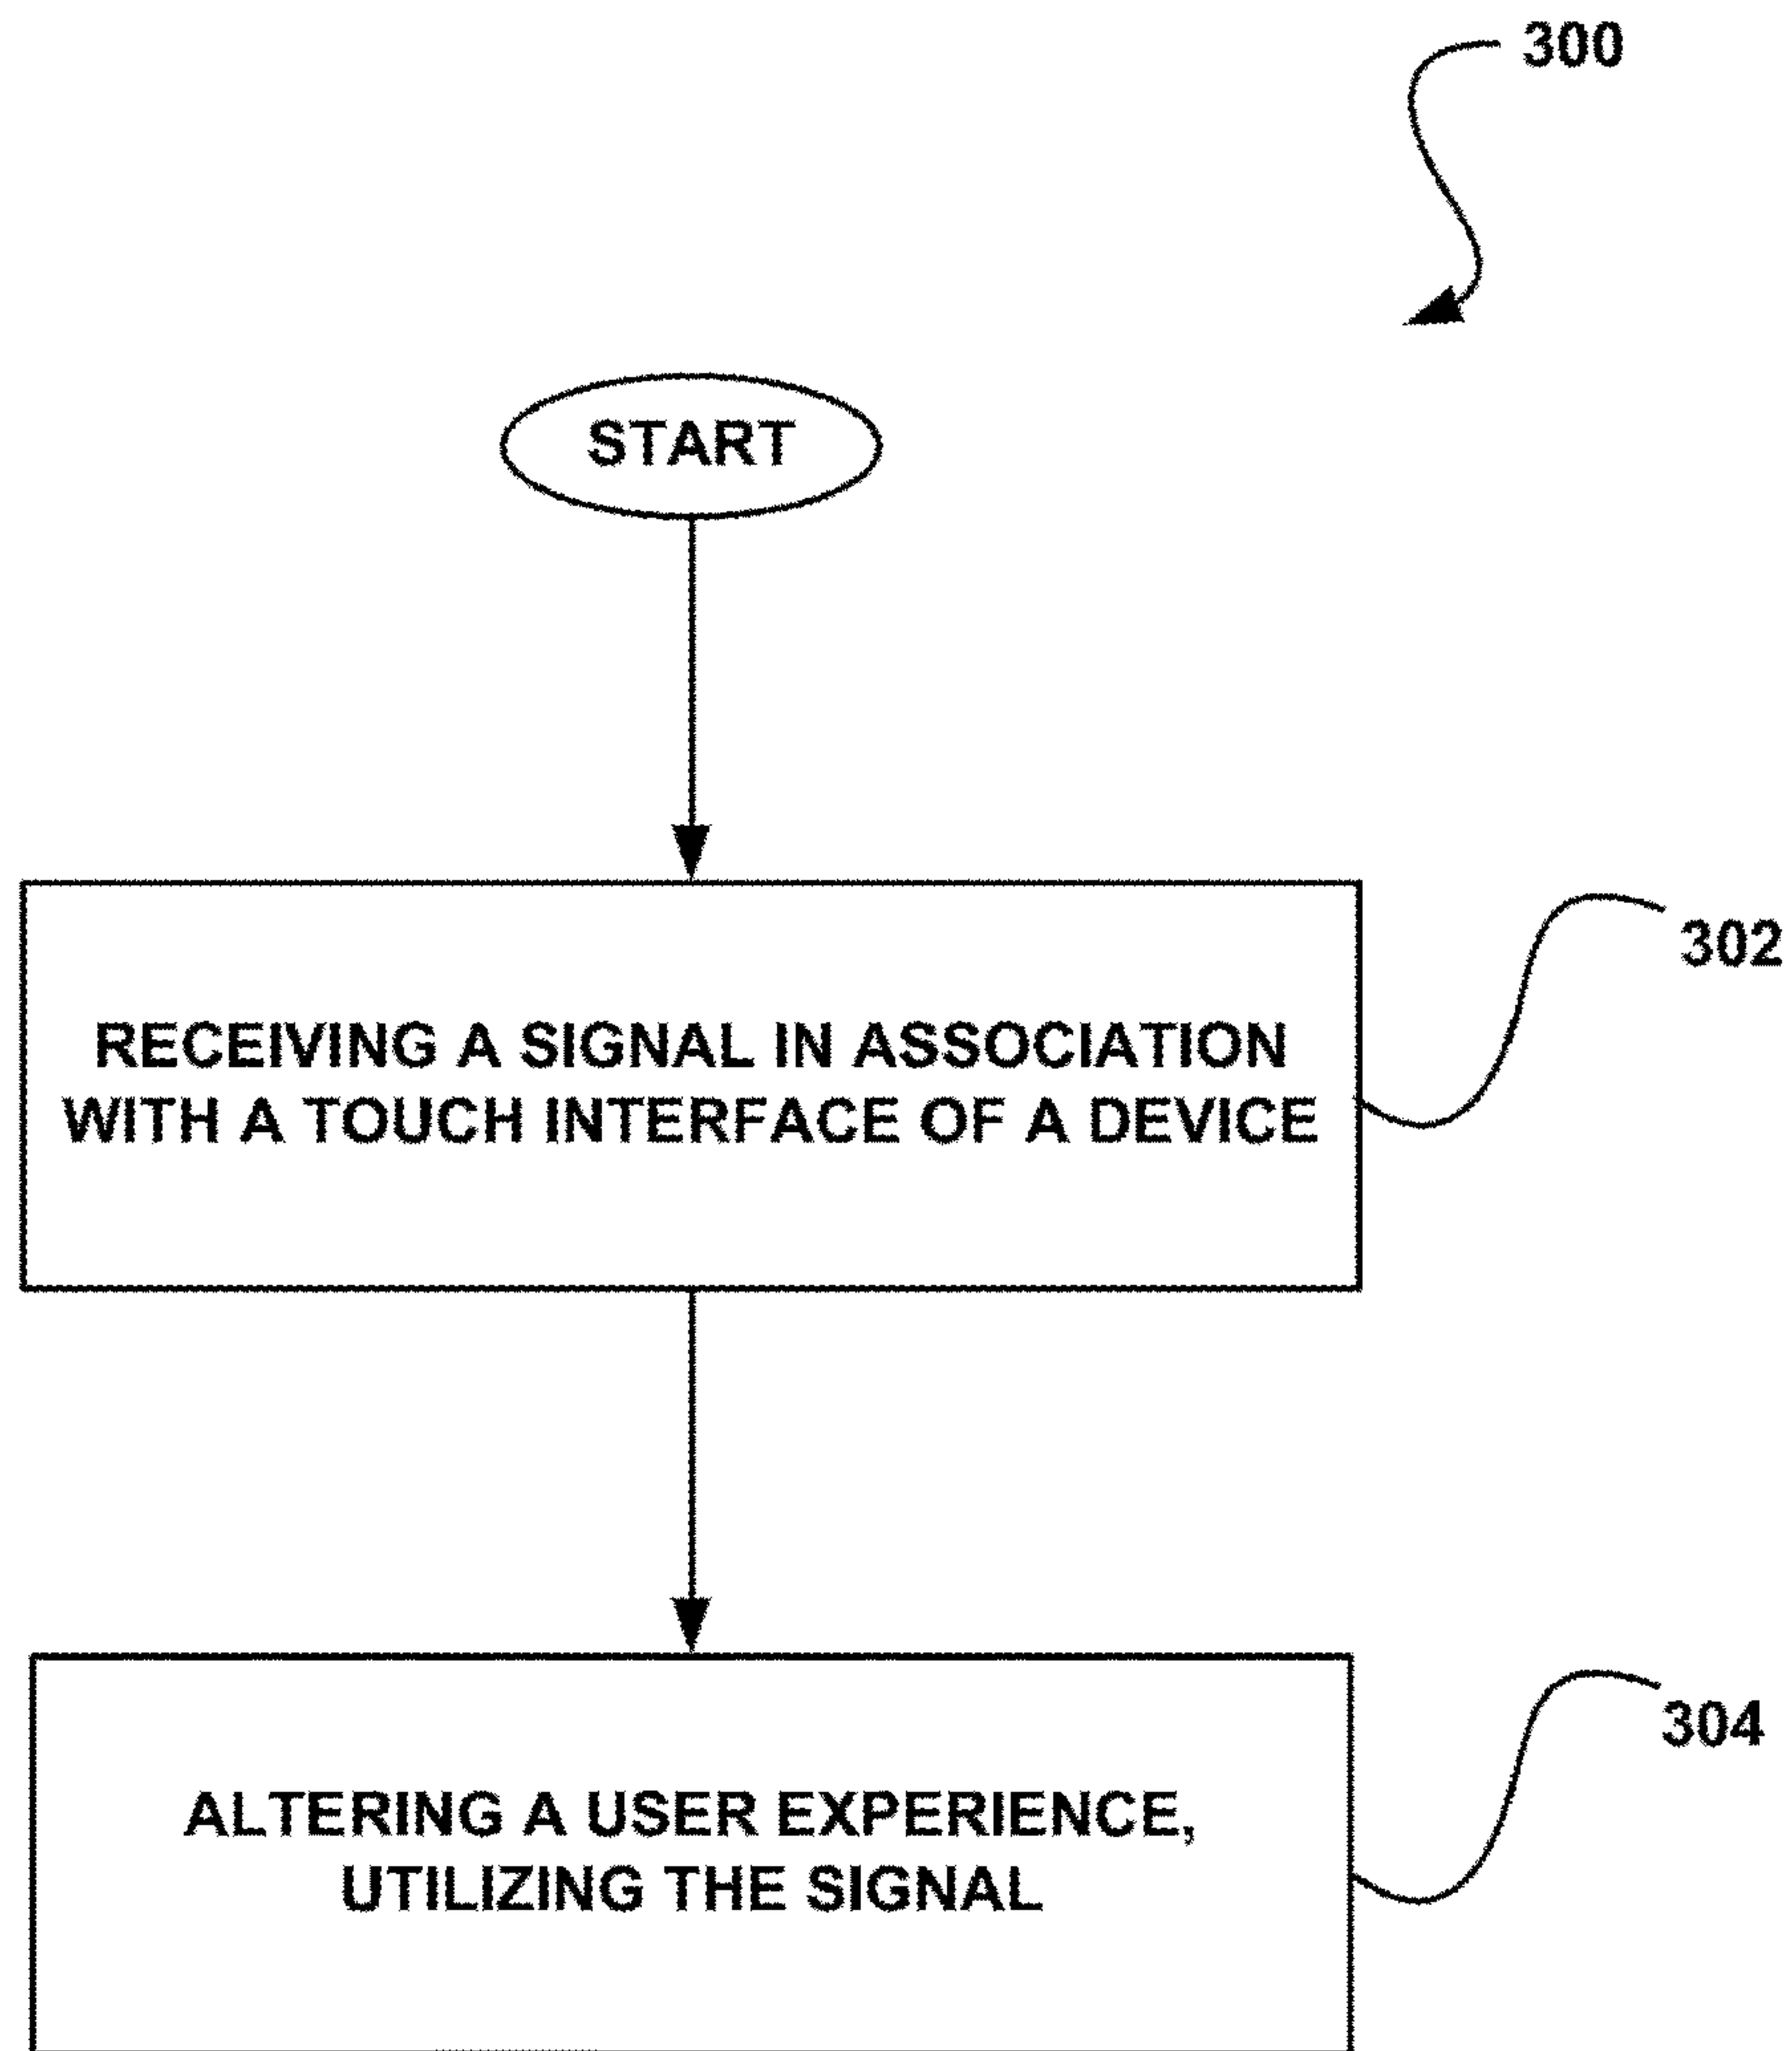 300
START
302
RECEIVING A SIGNAL IN ASSOCIATION
WITH A TOUCH INTERFACE OF A DEVICE
304
ALTERING A USER EXPERIENCE,
UTILIZING THE SIGNAL